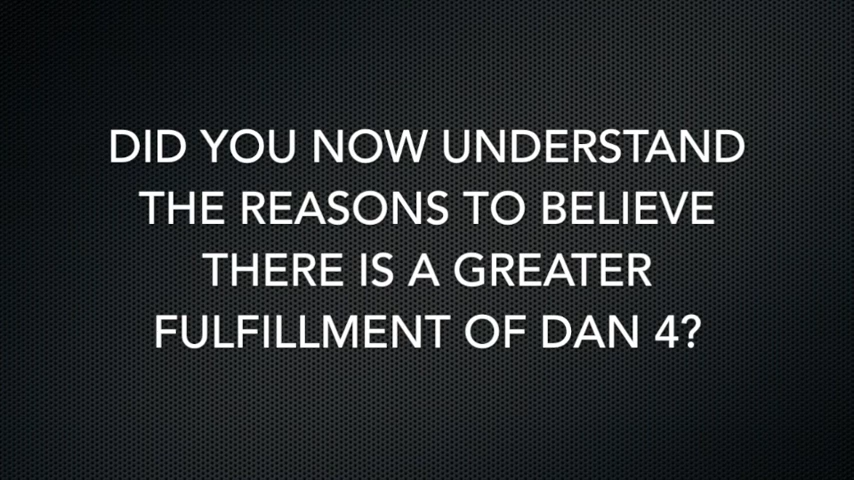 DID YOU NOW UNDERSTAND
THE REASONS TO BELIEVE
THERE IS A GREATER
FULFILLMENT OF DAN 4?